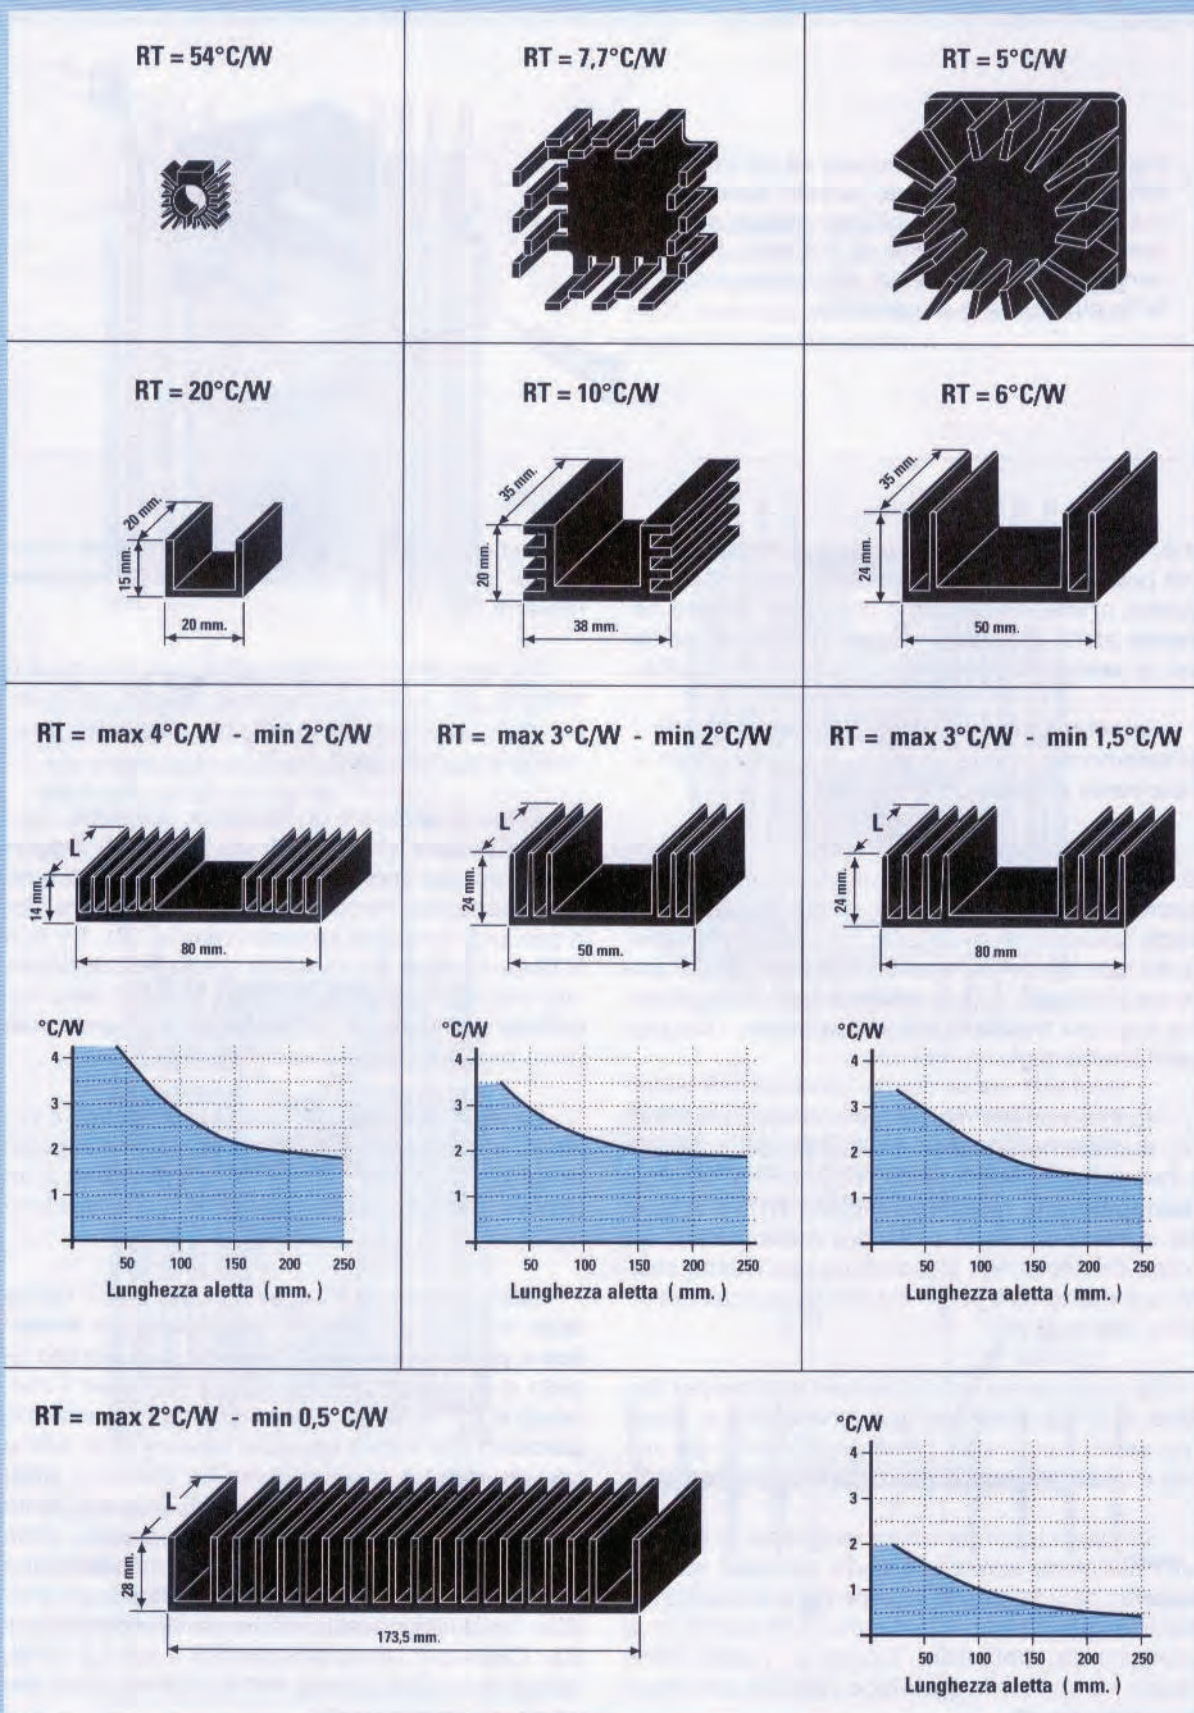 RT = 54°C/W
RT = 7,7°C/W
RT = 5°C/W
RT = 20°C/W
20 mm.
15 mm.
20 mm.
RT = 10°C/W
35 mm.
20 mm.
38 mm.
RT = 6°C/W
35 mm.
24 mm.
50 mm.
RT = max 4°C/W - min 2°C/W
L
14 mm.
80 mm.
°C/W
4
3
2
1
50 100 150 200 250
Lunghezza aletta ( mm. )
RT = max 3°C/W - min 2°C/W
L
24 mm.
50 mm.
°C/W
4
3
2
1
50 100 150 200 250
Lunghezza aletta ( mm. )
RT = max 3°C/W - min 1,5°C/W
L
24 mm.
80 mm
°C/W
4
3
2
1
50 100 150 200 250
Lunghezza aletta ( mm. )
RT = max 2°C/W - min 0,5°C/W
L
28 mm.
173,5 mm.
°C/W
4
3
2
1
50 100 150 200 250
Lunghezza aletta ( mm. )